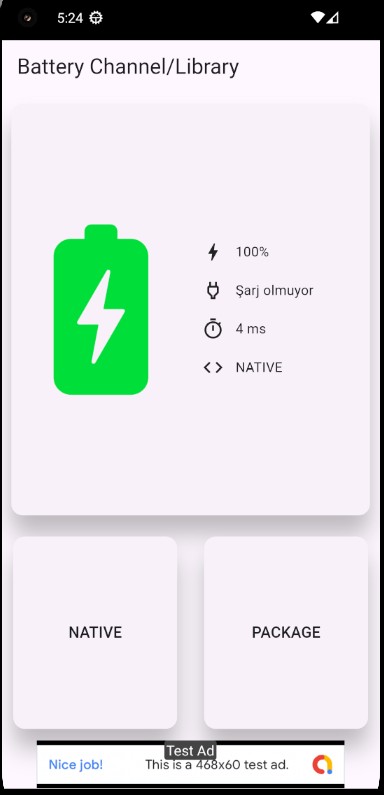 5:24
Battery Channel/Library
100%
Şarj olmuyor
4 ms
NATIVE
NATIVE
PACKAGE
Test Ad
Nice job!
This is a 468x60 test ad.